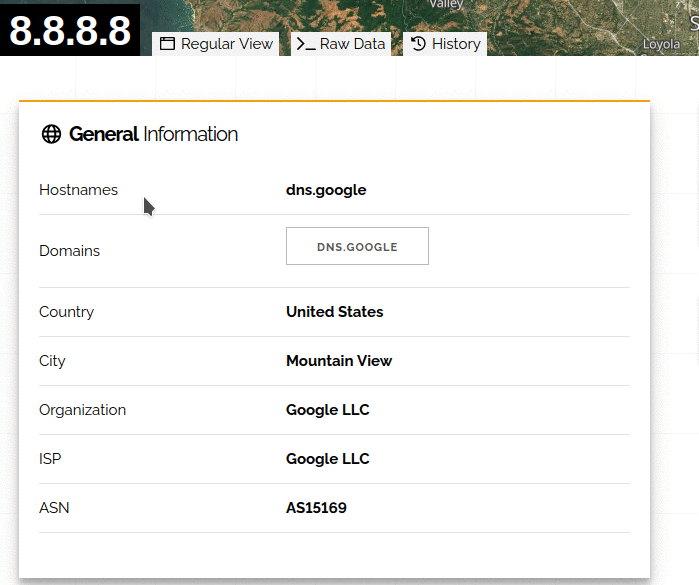 Valley
8.8.8.8
Regular View
Raw Data
History
S
Loyola
General Information
Hostnames dns.google
Domains DNS.GOOGLE
Country United States
City Mountain View
Organization Google LLC
ISP Google LLC
ASN AS15169